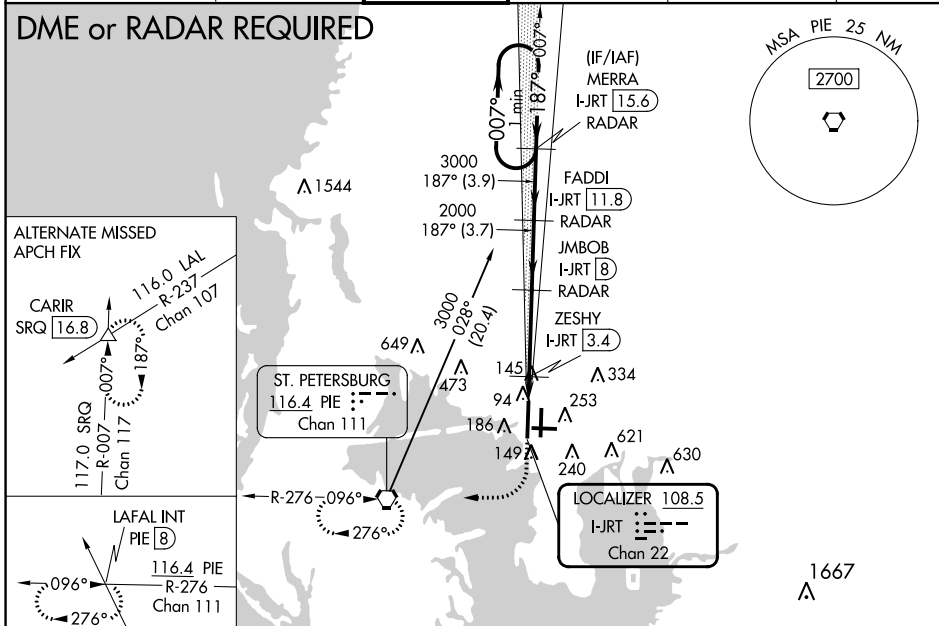 DME or RADAR REQUIRED
MSA PIE 25 NM
2700
(IF/IAF)
MERRA
I-JRT 15.6
RADAR
007°
1 min
187°
007°
3000
187° (3.9)
FADDI
I-JRT 11.8
RADAR
2000
187° (3.7)
JMBOB
I-JRT 8
RADAR
ZESHY
I-JRT 3.4
1544
ALTERNATE MISSED
APCH FIX
116.0 LAL
R-237
Chan 107
CARIR
SRQ 16.8
007°
187°
117.0 SRQ
R-007
Chan 117
3000
028°
(20.4)
649
473
145
334
94
253
186
149
240
621
630
ST. PETERSBURG
116.4 PIE
Chan 111
R-276
096°
276°
LOCALIZER 108.5
I-JRT
Chan 22
LAFAL INT
PIE 8
116.4 PIE
R-276
Chan 111
096°
276°
1667